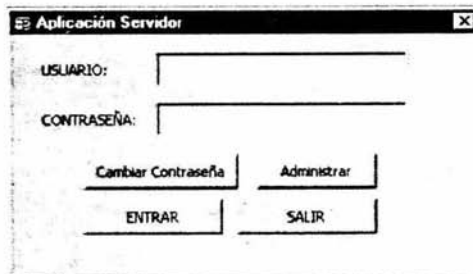 Aplicación Servidor
USUARIO:
CONTRASEÑA:
Cambiar Contraseña Administrar
ENTRAR SALIR